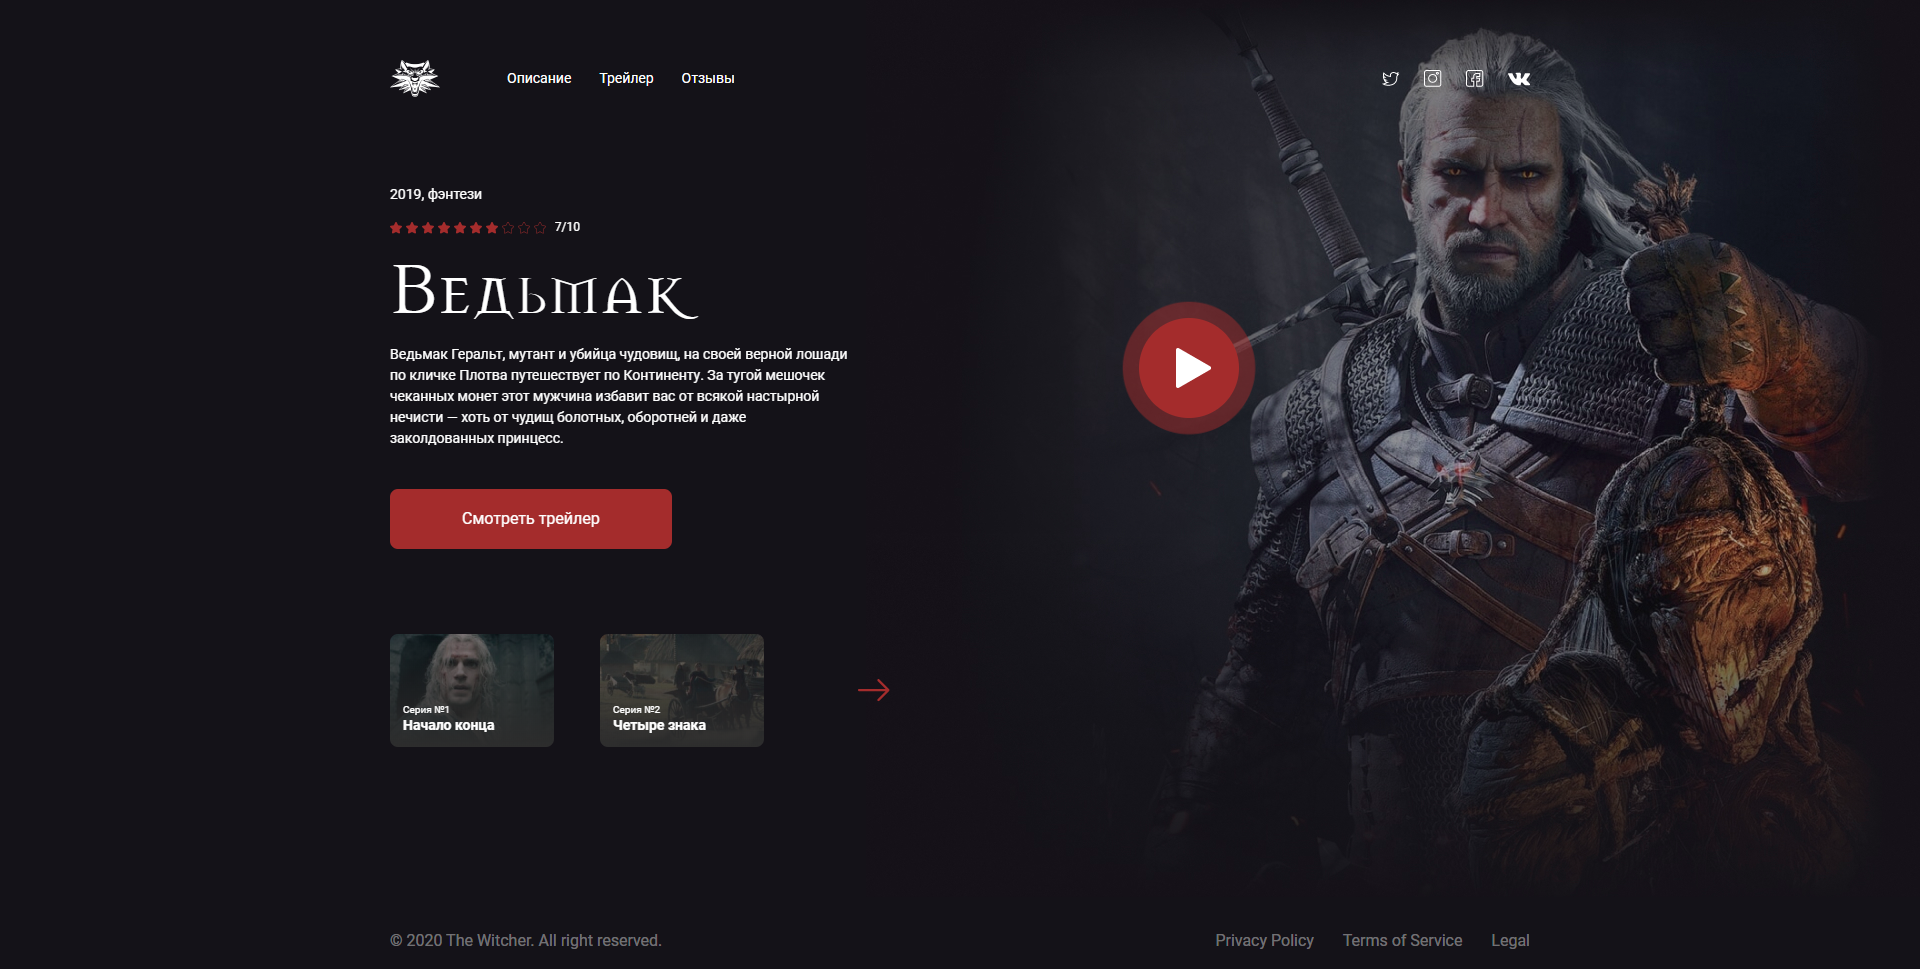 Описание Трейлер Отзывы
2019, фэнтези
7/10
Ведьмак
Ведьмак Геральт, мутант и убийца чудовищ, на своей верной лошади
по кличке Плотва путешествует по Континенту. За тугой мешочек
чеканных монет этот мужчина избавит вас от всякой настырной
нечисти — хоть от чудищ болотных, оборотней и даже
заколдованных принцесс.
Смотреть трейлер
Серия №1
Начало конца
Серия №2
Четыре знака
© 2020 The Witcher. All right reserved.
Privacy Policy Terms of Service Legal